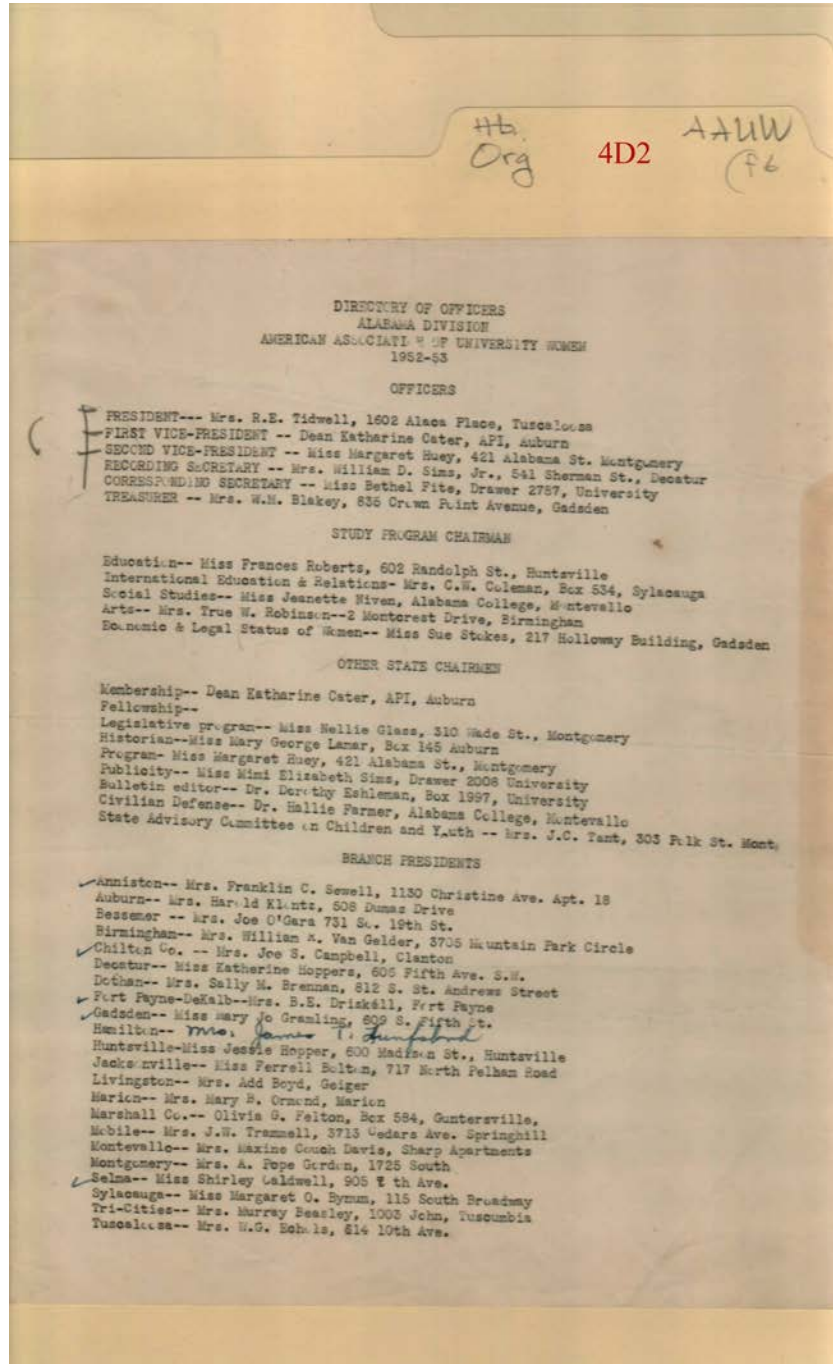 Org 4D2 AAUW
DIRECTORY OF OFFICERS
ALABAMA DIVISION
AMERICAN ASSOCIATION OF UNIVERSITY WOMEN
1952-53
OFFICERS
PRESIDENT--- Mrs. R.E. Tidwell, 1602 Alaca Place, Tuscaloosa
FIRST VICE-PRESIDENT -- Dean Katharine Cater, API, Auburn
SECOND VICE-PRESIDENT -- Miss Margaret Huey, 421 Alabama St. Montgomery
RECORDING SECRETARY -- Mrs. William D. Sims, Jr., 541 Sherman St., Decatur
CORRESPONDING SECRETARY -- Miss Bethel Fite, Drawer 2787, University
TREASURER -- Mrs. W.M. Blakey, 835 Crown Point Avenue, Gadsden
STUDY PROGRAM CHAIRMAN
Education-- Miss Frances Roberts, 602 Randolph St., Huntsville
International Education & Relations- Mrs. C.W. Coleman, Box 534, Sylacauga
Social Studies-- Miss Jeanette Niven, Alabama College, Montevallo
Arts-- Mrs. True W. Robinson--2 Montcrest Drive, Birmingham
Economic & Legal Status of Women-- Miss Sue Stokes, 217 Holloway Building, Gadsden
OTHER STATE CHAIRMEN
Membership-- Dean Katharine Cater, API, Auburn
Fellowship--
Legislative program-- Miss Nellie Glass, 310 Wade St., Montgomery
Historian--Miss Mary George Lamar, Box 145 Auburn
Program- Miss Margaret Huey, 421 Alabama St., Montgomery
Publicity-- Miss Mimi Elizabeth Sims, Drawer 2006 University
Bulletin editor-- Dr. Dorothy Eshleman, Box 1997, University
Civilian Defense-- Dr. Hallie Farmer, Alabama College, Montevallo
State Advisory Committee on Children and Youth -- Mrs. J.C. Tant, 303 Polk St. Mont.
BRANCH PRESIDENTS
Anniston-- Mrs. Franklin C. Sewell, 1130 Christine Ave. Apt. 18
Auburn-- Mrs. Harold Klontz, 508 Dumas Drive
Bessemer -- Mrs. Joe O'Gara 731 So. 19th St.
Birmingham-- Mrs. William K. Van Gelder, 3705 Mountain Park Circle
Chilton Co. -- Mrs. Joe S. Campbell, Clanton
Decatur-- Miss Katherine Hoppers, 606 Fifth Ave. S.W.
Dothan-- Mrs. Sally M. Brennan, 812 S. St. Andrews Street
Fort Payne-DeKalb--Mrs. B.E. Driskill, Fort Payne
Gadsden-- Miss Mary Jo Gramling, 609 S. Fifth St.
Hamilton-- Mrs. James T.
Huntsville-Miss Jessie Hopper, 600 Madison St., Huntsville
Jacksonville-- Miss Ferrell Bolton, 717 North Pelham Road
Livingston-- Mrs. Add Boyd, Geiger
Marion-- Mrs. Mary B. Ormond, Marion
Marshall Co.-- Olivia G. Felton, Box 584, Guntersville,
Mobile-- Mrs. J.W. Trammell, 3713 Cedars Ave. Springhill
Montevallo-- Mrs. Maxine Couch Davis, Sharp Apartments
Montgomery-- Mrs. A. Pope Gordon, 1725 South
Selma-- Miss Shirley Caldwell, 905 th Ave.
Sylacauga-- Miss Margaret O. Bynum, 115 South Broadway
Tri-Cities-- Mrs. Murray Beasley, 1003 John, Tuscumbia
Tuscaloosa-- Mrs. W.G. Echols, 814 10th Ave.